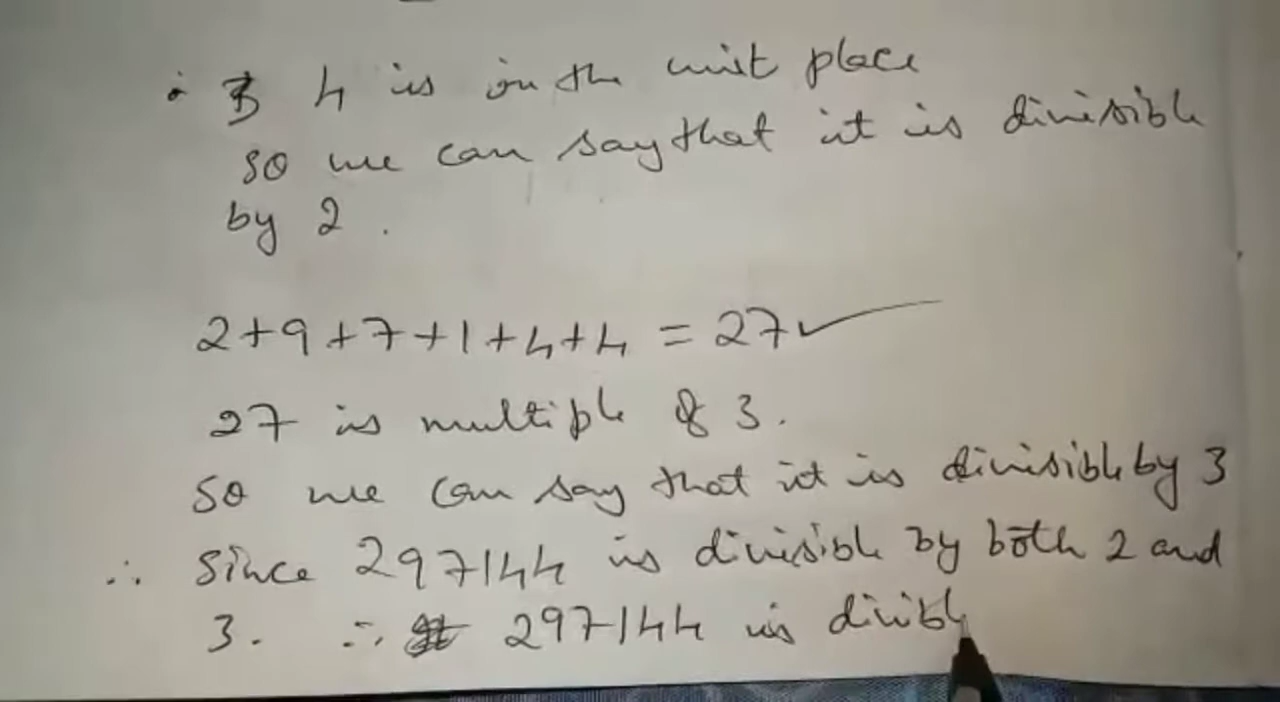 4 is in the unit place
so we can say that it is divisible
by 2.
2+9+7+1+4+4 = 27✓
27 is multiple of 3.
so we can say that it is divisible by 3
∴ Since 297144 is divisible by both 2 and
3. ∴ 297144 is divisibl